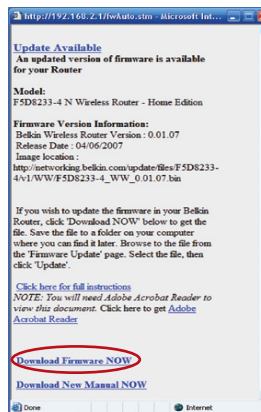 http://192.168.2.1/fwAuto.stm - Microsoft Int...
Update Available
An updated version of firmware is available
for your Router
Model:
F5D8233-4 N Wireless Router - Home Edition
Firmware Version Information:
Belkin Wireless Router Version : 0.01.07
Release Date : 04/06/2007
Image location :
http://networking.belkin.com/update/files/F5D8233-
4/v1/WW/F5D8233-4_WW_0.01.07.bin
If you wish to update the firmware in your Belkin
Router, click 'Download NOW' below to get the
file. Save the file to a folder on your computer
where you can find it later. Browse to the file from
the 'Firmware Update' page. Select the file, then
click 'Update'.
Click here for full instructions
NOTE: You will need Adobe Acrobat Reader to
view this document. Click here to get Adobe
Acrobat Reader
Download Firmware NOW
Download New Manual NOW
Done
Internet